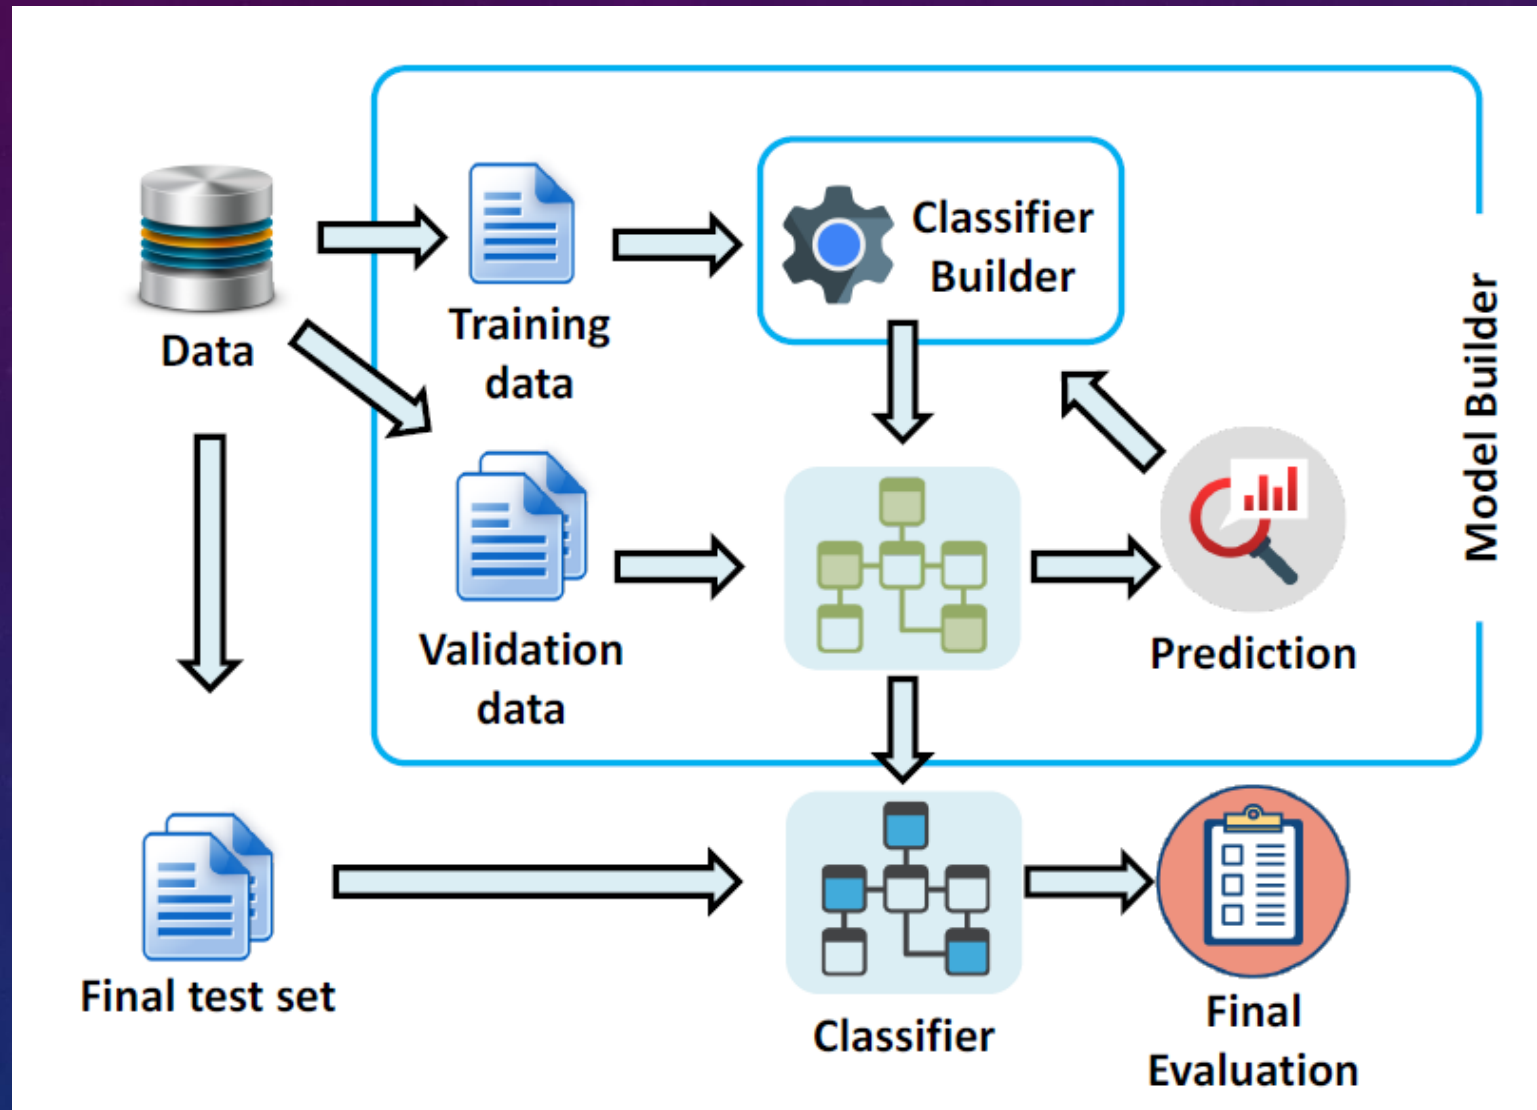 Data
Training
data
Classifier
Builder
Model Builder
Validation
data
Prediction
Final test set
Classifier
Final
Evaluation